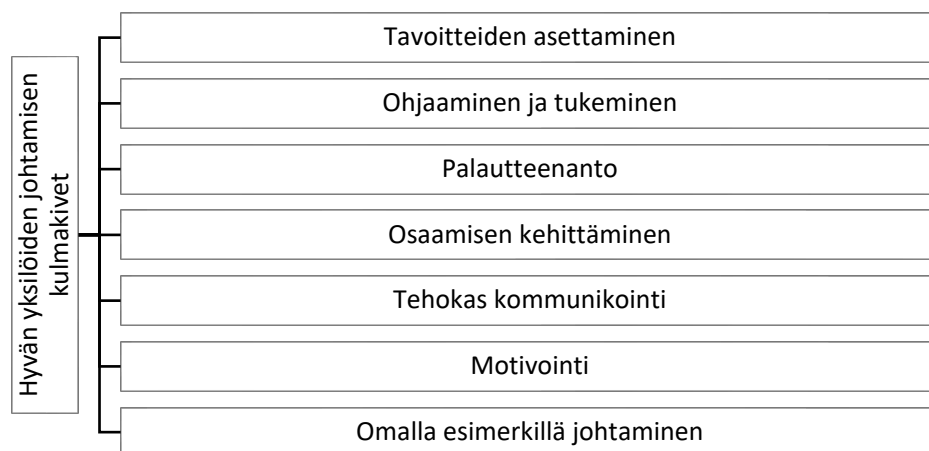 Hyvän yksilöiden johtamisen
kulmakivet
Tavoitteiden asettaminen
Ohjaaminen ja tukeminen
Palautteenanto
Osaamisen kehittäminen
Tehokas kommunikointi
Motivointi
Omalla esimerkillä johtaminen